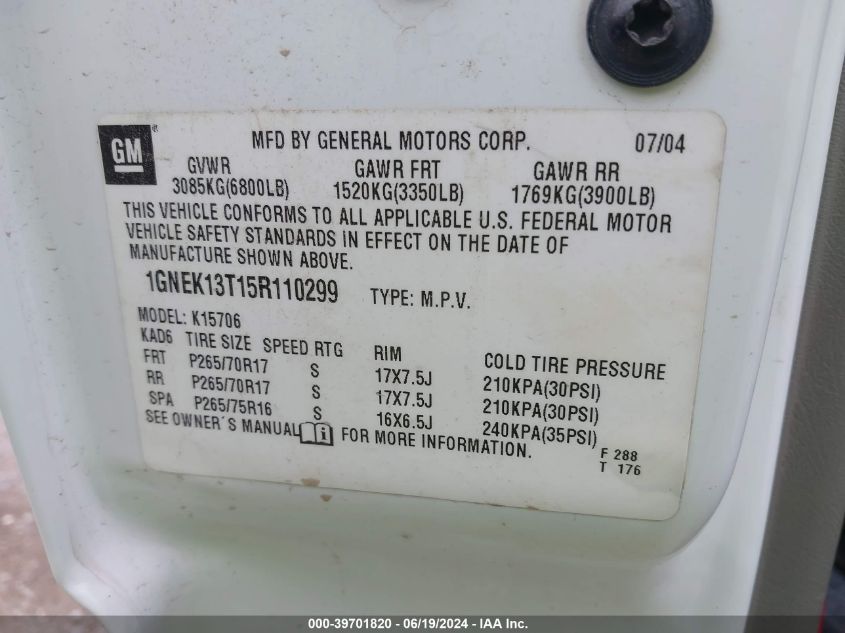 GM MFD BY GENERAL MOTORS CORP. 07/04
GVWR GAWR FRT GAWR RR
3085KG(6800LB) 1520KG(3350LB) 1769KG(3900LB)
THIS VEHICLE CONFORMS TO ALL APPLICABLE U.S. FEDERAL MOTOR
VEHICLE SAFETY STANDARDS IN EFFECT ON THE DATE OF
MANUFACTURE SHOWN ABOVE.
1GNEK13T15R110299 TYPE: M.P.V.
MODEL: K15706
KAD6 TIRE SIZE SPEED RTG RIM COLD TIRE PRESSURE
FRT P265/70R17 S 17X7.5J 210KPA(30PSI)
RR P265/70R17 S 17X7.5J 210KPA(30PSI)
SPA P265/75R16 S 16X6.5J 240KPA(35PSI)
SEE OWNER´S MANUAL i FOR MORE INFORMATION.
F 288
T 176
000-39701820 - 06/19/2024 - IAA Inc.